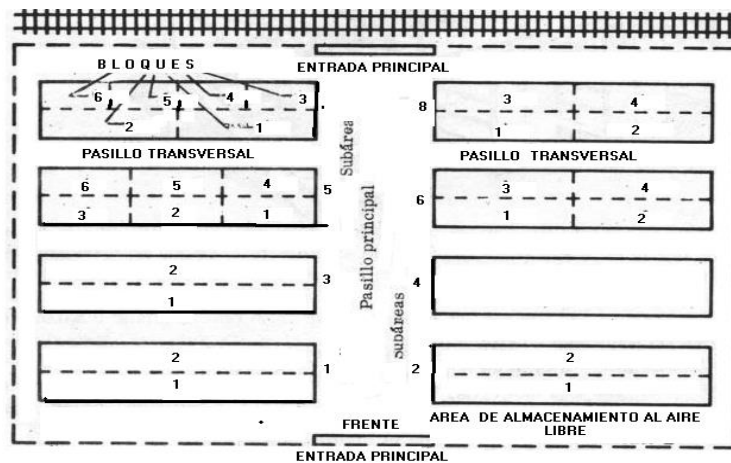 ENTRADA PRINCIPAL
BLOQUES
6 5 4 3
2 1
8
3 4
1 2
PASILLO TRANSVERSAL
PASILLO TRANSVERSAL
Subárea
Pasillo principal
Subáreas
6 5 4
3 2 1
5
6
3 4
1 2
2
1
3
4
2
1
1
2
2
1
FRENTE
ENTRADA PRINCIPAL
AREA DE ALMACENAMIENTO AL AIRE
LIBRE